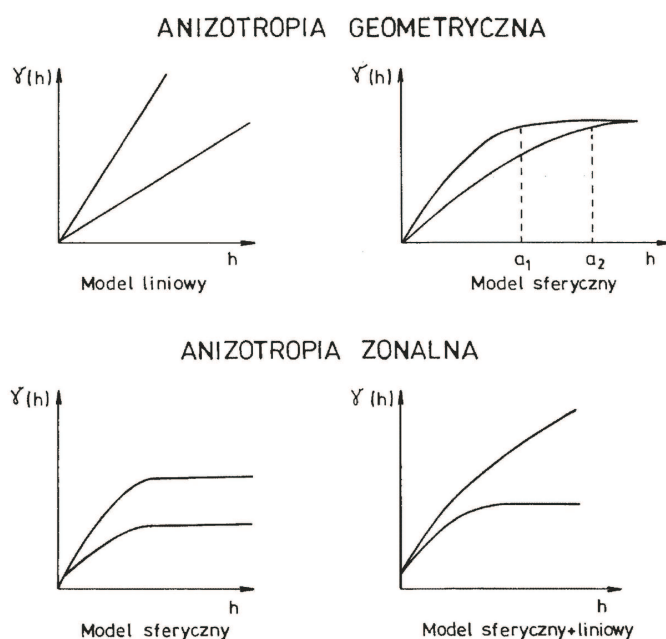 ANIZOTROPIA GEOMETRYCZNA
γ(h)
h
Model liniowy
γ(h)
a₁ a₂ h
Model sferyczny
ANIZOTROPIA ZONALNA
γ(h)
h
Model sferyczny
γ(h)
h
Model sferyczny+liniowy